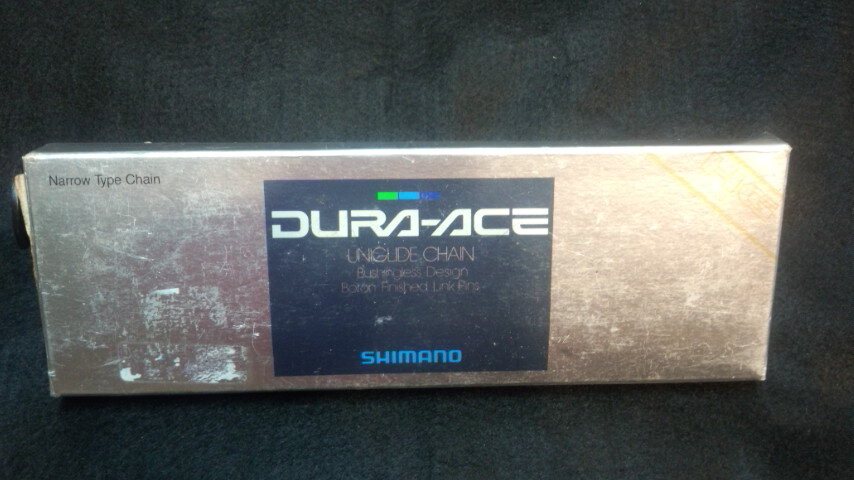 Narrow Type Chain
DURA-ACE
UNIGLIDE CHAIN
Bushingless Design
Boron Finished Link Pins
SHIMANO